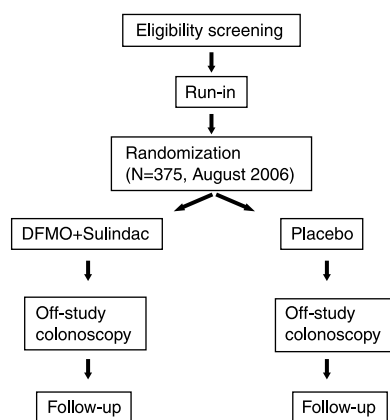 Eligibility screening
Run-in
Randomization
(N=375, August 2006)
DFMO+Sulindac
Placebo
Off-study
colonoscopy
Off-study
colonoscopy
Follow-up
Follow-up